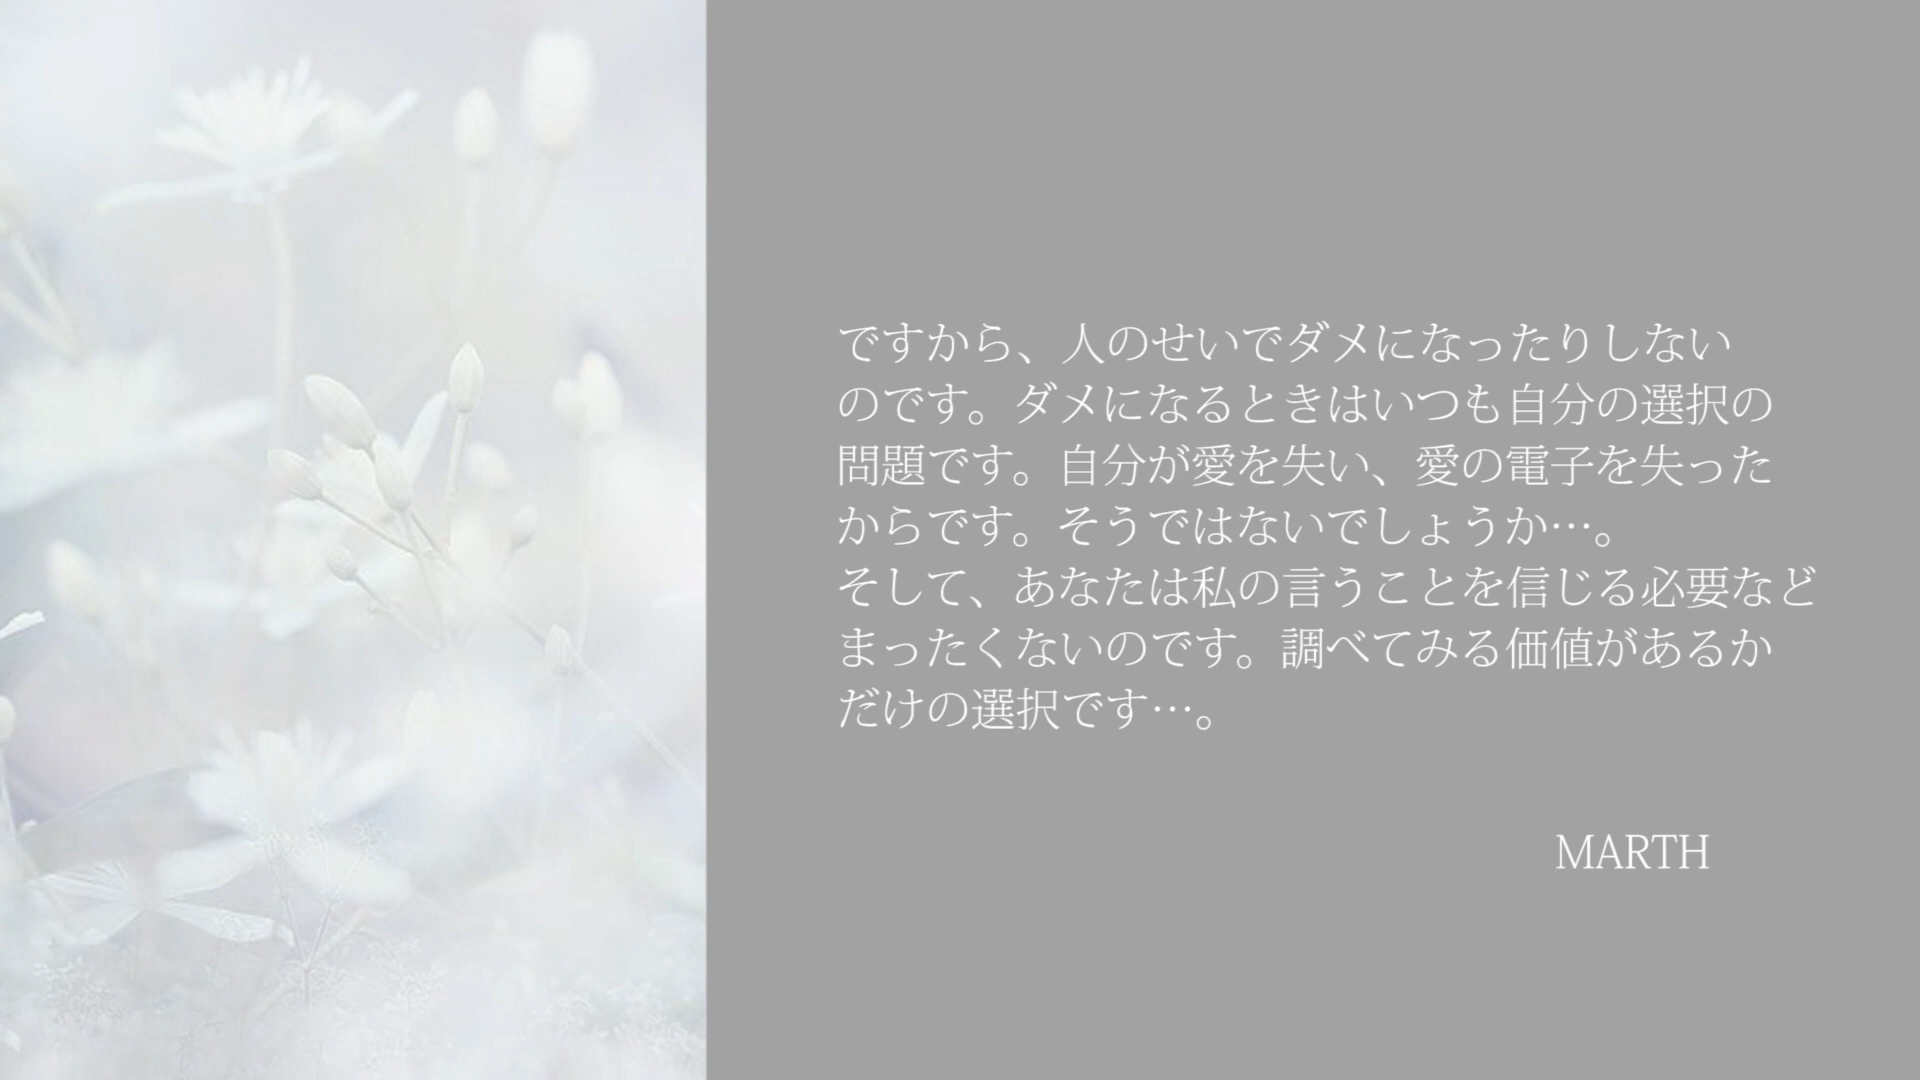 ですから、人のせいでダメになったりしない
のです。ダメになるときはいつも自分の選択の
問題です。自分が愛を失い、愛の電子を失った
からです。そうではないでしょうか…。
そして、あなたは私の言うことを信じる必要など
まったくないのです。調べてみる価値があるか
だけの選択です…。
MARTH